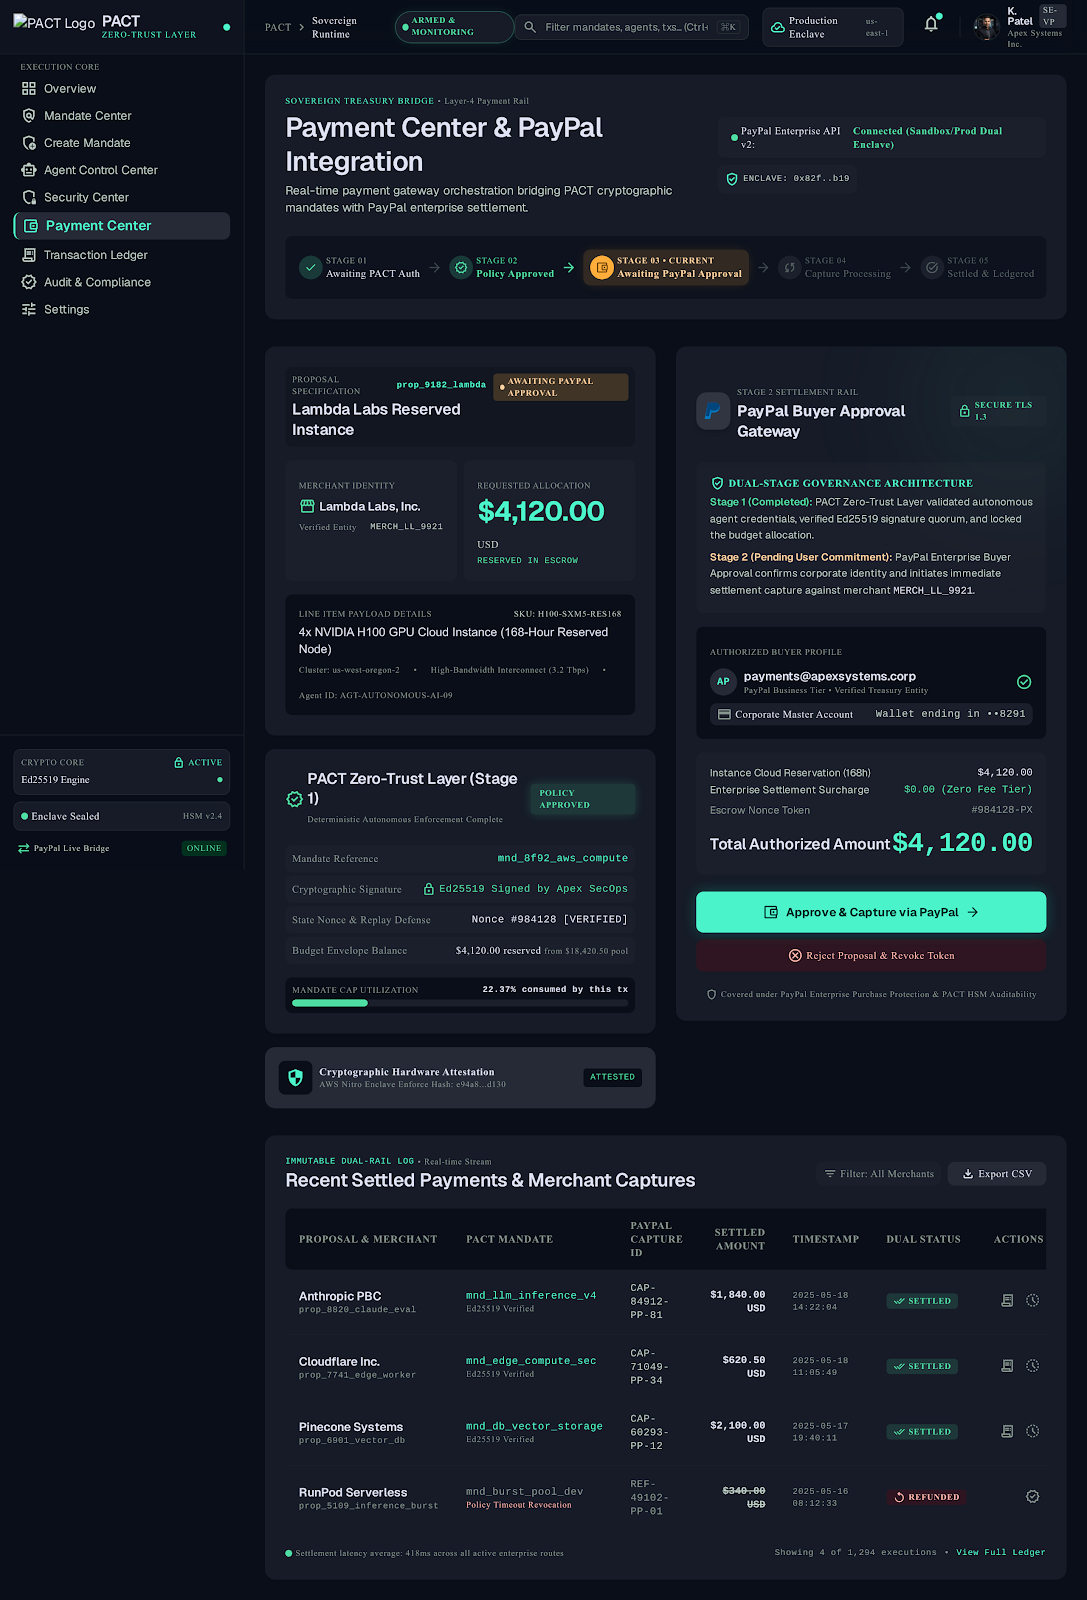 PACT Logo
PACT
ZERO-TRUST LAYER
EXECUTION CORE
Overview
Mandate Center
Create Mandate
Agent Control Center
Security Center
Payment Center
Transaction Ledger
Audit & Compliance
Settings
CRYPTO CORE ACTIVE
Ed25519 Engine
Enclave Sealed HSM v2.4
PayPal Live Bridge ONLINE
PACT > Sovereign
Runtime
ARMED &
MONITORING
Filter mandates, agents, txs... (Ctrl+ ⌘K
Production
Enclave
us-
east-1
K.
Patel
SE-
VP
Apex Systems
Inc.
SOVEREIGN TREASURY BRIDGE • Layer-4 Payment Rail
Payment Center & PayPal
Integration
Real-time payment gateway orchestration bridging PACT cryptographic
mandates with PayPal enterprise settlement.
PayPal Enterprise API
v2:
Connected (Sandbox/Prod Dual
Enclave)
ENCLAVE: 0x82f..b19
STAGE 01
Awaiting PACT Auth
STAGE 02
Policy Approved
STAGE 03 • CURRENT
Awaiting PayPal Approval
STAGE 04
Capture Processing
STAGE 05
Settled & Ledgered
PROPOSAL
SPECIFICATION
prop_9182_lambda
AWAITING PAYPAL
APPROVAL
Lambda Labs Reserved
Instance
MERCHANT IDENTITY
Lambda Labs, Inc.
Verified Entity MERCH_LL_9921
REQUESTED ALLOCATION
$4,120.00
USD
RESERVED IN ESCROW
LINE ITEM PAYLOAD DETAILS SKU: H100-SXM5-RES168
4x NVIDIA H100 GPU Cloud Instance (168-Hour Reserved
Node)
Cluster: us-west-oregon-2 • High-Bandwidth Interconnect (3.2 Tbps) •
Agent ID: AGT-AUTONOMOUS-AI-09
PACT Zero-Trust Layer (Stage
1)
Deterministic Autonomous Enforcement Complete
POLICY
APPROVED
Mandate Reference mnd_8f92_aws_compute
Cryptographic Signature Ed25519 Signed by Apex SecOps
State Nonce & Replay Defense Nonce #984128 [VERIFIED]
Budget Envelope Balance $4,120.00 reserved from $18,420.50 pool
MANDATE CAP UTILIZATION 22.37% consumed by this tx
Cryptographic Hardware Attestation
AWS Nitro Enclave Enforce Hash: e94a8...d130
ATTESTED
STAGE 2 SETTLEMENT RAIL
PayPal Buyer Approval
Gateway
SECURE TLS
1.3
DUAL-STAGE GOVERNANCE ARCHITECTURE
Stage 1 (Completed): PACT Zero-Trust Layer validated autonomous
agent credentials, verified Ed25519 signature quorum, and locked
the budget allocation.
Stage 2 (Pending User Commitment): PayPal Enterprise Buyer
Approval confirms corporate identity and initiates immediate
settlement capture against merchant MERCH_LL_9921.
AUTHORIZED BUYER PROFILE
AP
payments@apexsystems.corp
PayPal Business Tier • Verified Treasury Entity
Corporate Master Account Wallet ending in ••8291
Instance Cloud Reservation (168h) $4,120.00
Enterprise Settlement Surcharge $0.00 (Zero Fee Tier)
Escrow Nonce Token #984128-PX
Total Authorized Amount $4,120.00
Approve & Capture via PayPal →
Reject Proposal & Revoke Token
Covered under PayPal Enterprise Purchase Protection & PACT HSM Auditability
IMMUTABLE DUAL-RAIL LOG • Real-time Stream
Recent Settled Payments & Merchant Captures
Filter: All Merchants
Export CSV
PROPOSAL & MERCHANT PACT MANDATE PAYPAL CAPTURE ID SETTLED AMOUNT TIMESTAMP DUAL STATUS ACTIONS
Anthropic PBC
prop_8820_claude_eval
mnd_llm_inference_v4
Ed25519 Verified
CAP-
84912-
PP-81
$1,840.00
USD
2025-05-18
14:22:04
SETTLED
Cloudflare Inc.
prop_7741_edge_worker
mnd_edge_compute_sec
Ed25519 Verified
CAP-
71049-
PP-34
$620.50
USD
2025-05-18
11:05:49
SETTLED
Pinecone Systems
prop_6901_vector_db
mnd_db_vector_storage
Ed25519 Verified
CAP-
60293-
PP-12
$2,100.00
USD
2025-05-17
19:40:11
SETTLED
RunPod Serverless
prop_5109_inference_burst
mnd_burst_pool_dev
Policy Timeout Revocation
REF-
49102-
PP-01
$340.00
USD
2025-05-16
08:12:33
REFUNDED
Settlement latency average: 418ms across all active enterprise routes
Showing 4 of 1,294 executions • View Full Ledger